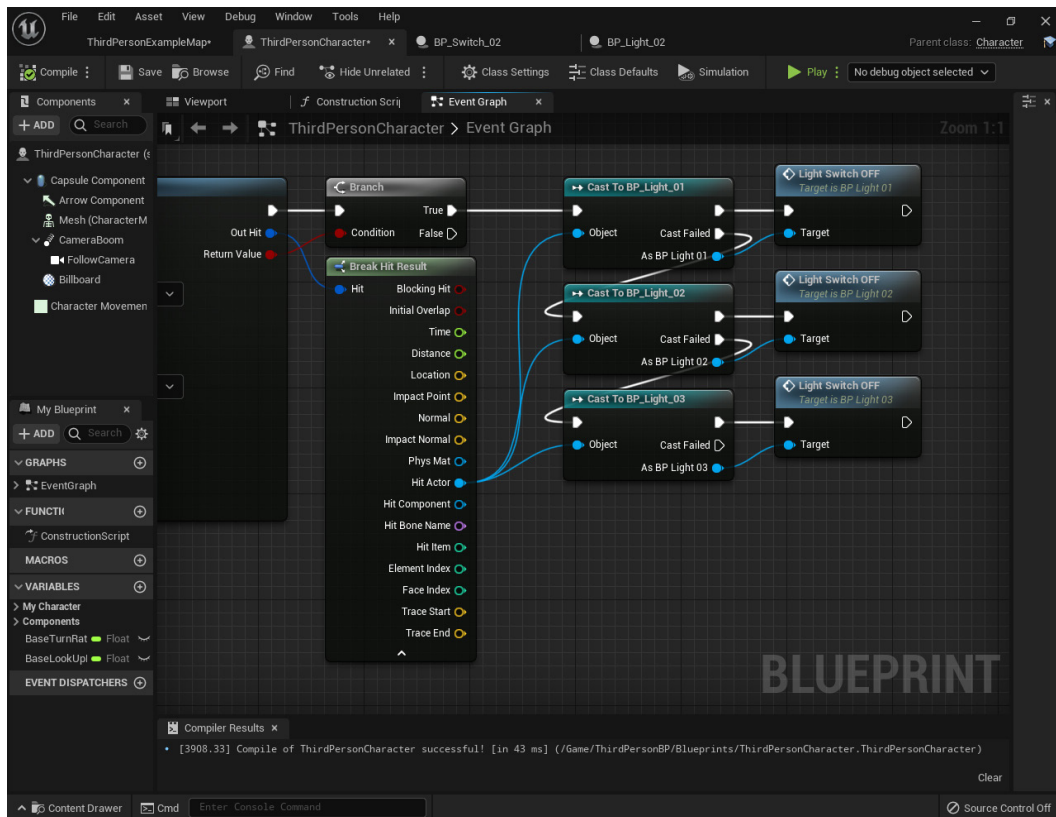 File Edit Asset View Debug Window Tools Help
ThirdPersonExampleMap•
ThirdPersonCharacter•
BP_Switch_02
BP_Light_02
Parent class: Character
Compile
Save
Browse
Find
Hide Unrelated
Class Settings
Class Defaults
Simulation
Play
No debug object selected
Components
Viewport
Construction Scrip
Event Graph
+ ADD
Search
ThirdPersonCharacter > Event Graph
Zoom 1:1
ThirdPersonCharacter (s
Capsule Component
Arrow Component
Mesh (CharacterM
CameraBoom
FollowCamera
Billboard
Character Movemen
My Blueprint
+ ADD
Search
GRAPHS
EventGraph
FUNCTI
ConstructionScript
MACROS
VARIABLES
My Character
Components
BaseTurnRat Float
BaseLookUpl Float
EVENT DISPATCHERS
Out Hit
Return Value
Branch
True
Condition False
Break Hit Result
Hit Blocking Hit
Initial Overlap
Time
Distance
Location
Impact Point
Normal
Impact Normal
Phys Mat
Hit Actor
Hit Component
Hit Bone Name
Hit Item
Element Index
Face Index
Trace Start
Trace End
Cast To BP_Light_01
Object Cast Failed
As BP Light 01
Cast To BP_Light_02
Object Cast Failed
As BP Light 02
Cast To BP_Light_03
Object Cast Failed
As BP Light 03
Light Switch OFF
Target is BP Light 01
Target
Light Switch OFF
Target is BP Light 02
Target
Light Switch OFF
Target is BP Light 03
Target
BLUEPRINT
Compiler Results
• [3908.33] Compile of ThirdPersonCharacter successful! [in 43 ms] (/Game/ThirdPersonBP/Blueprints/ThirdPersonCharacter.ThirdPersonCharacter)
Clear
Content Drawer
Cmd
Enter Console Command
Source Control Off